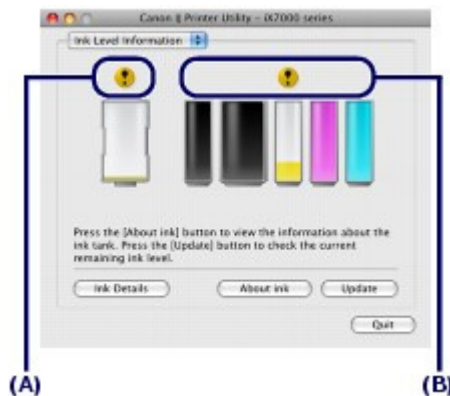 Canon IJ Printer Utility – iX7000 series
Ink Level Information
Press the [About ink] button to view the information about the
ink tank. Press the [Update] button to check the current
remaining ink level.
Ink Details
About ink
Update
Quit
(A)
(B)